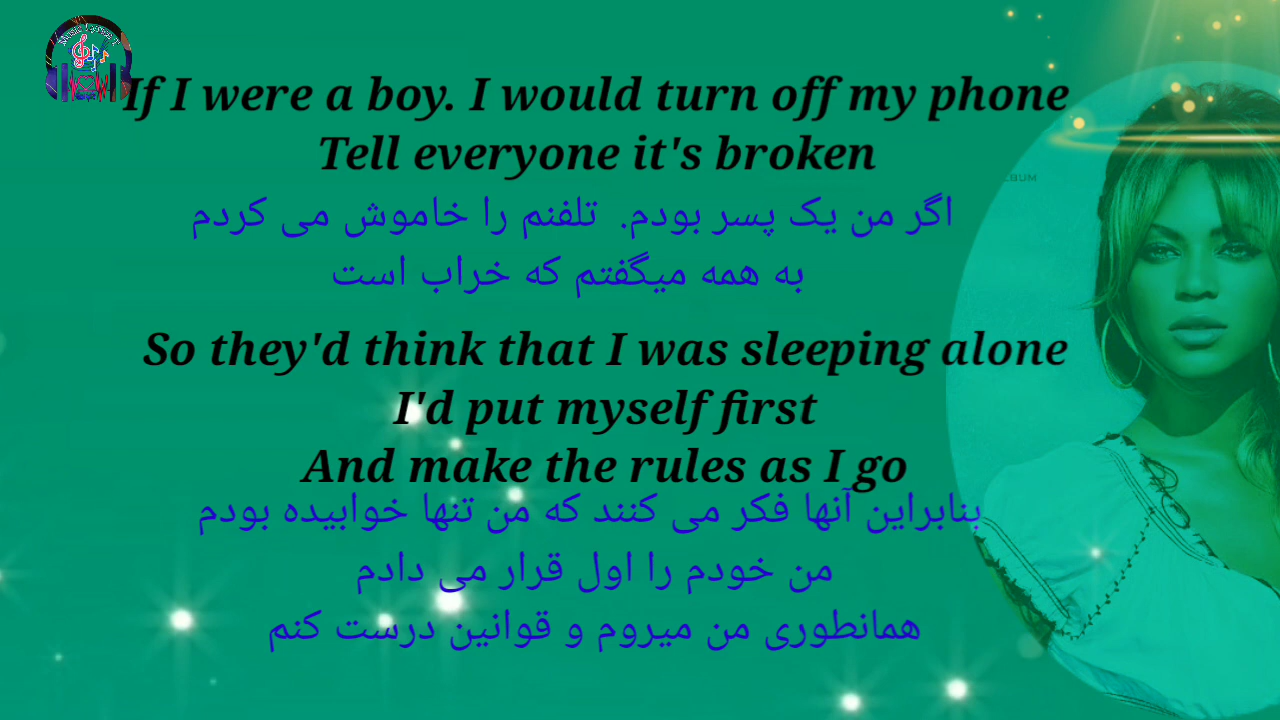 Music Lyrics 1
If I were a boy. I would turn off my phone
Tell everyone it's broken
اگر من یک پسر بودم. تلفنم را خاموش می کردم
به همه میگفتم که خراب است
So they'd think that I was sleeping alone
I'd put myself first
And make the rules as I go
بنابراین آنها فکر می کنند که من تنها خوابیده بودم
من خودم را اول قرار می دادم
همانطوری من میروم و قوانین درست کنم